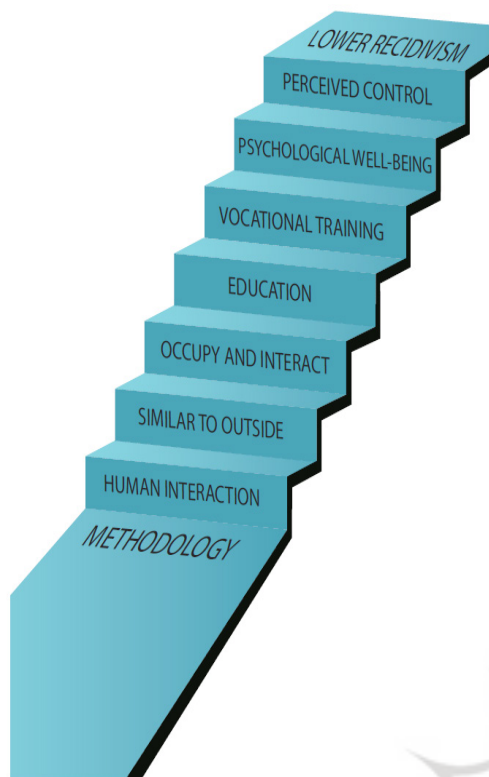 LOWER RECIDIVISM
PERCEIVED CONTROL
PSYCHOLOGICAL WELL-BEING
VOCATIONAL TRAINING
EDUCATION
OCCUPY AND INTERACT
SIMILAR TO OUTSIDE
HUMAN INTERACTION
METHODOLOGY